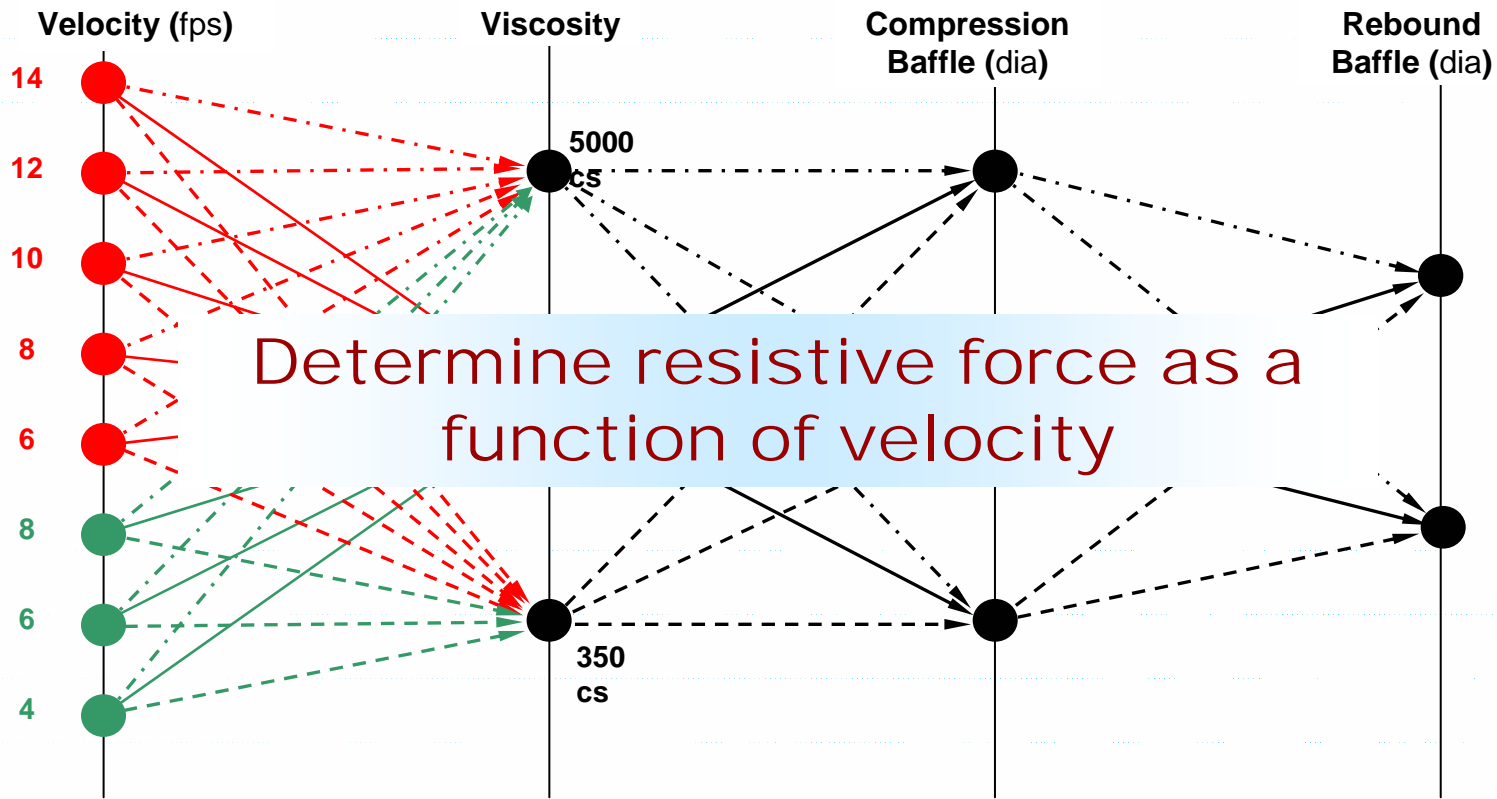 Velocity (fps)
Viscosity
Compression
Baffle (dia)
Rebound
Baffle (dia)
14
12
10
8
6
8
6
4
5000
cs
Determine resistive force as a
function of velocity
350
cs